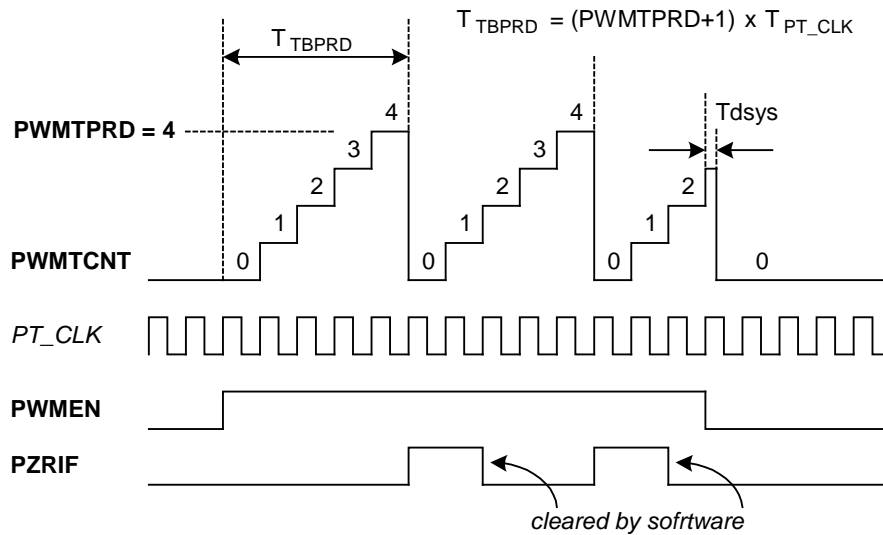 T TBPRD = (PWMTPRD+1) x T PT_CLK
T TBPRD
4
4
Tdsys
PWMTPRD = 4
3
3
2
2
2
1
1
1
PWMTCNT
0
0
0
0
PT_CLK
PWMEN
PZRIF
cleared by sofrtware